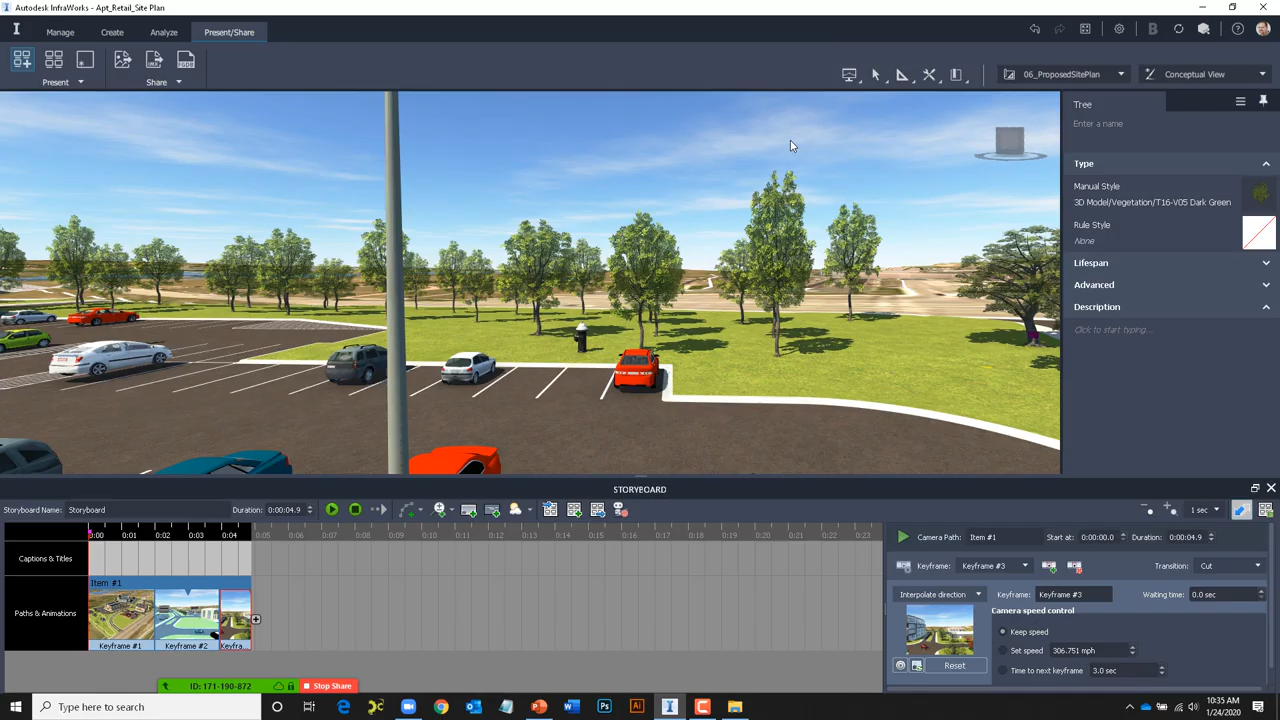 Autodesk InfraWorks - Apt_Retail_Site Plan
Manage Create Analyze Present/Share
Present Share
06_ProposedSitePlan Conceptual View
Tree
Enter a name
Type
Manual Style
3D Model/Vegetation/T16-V05 Dark Green
Rule Style
None
Lifespan
Advanced
Description
Click to start typing...
STORYBOARD
Storyboard Name: Storyboard Duration: 0:00:04.9 1 sec
0:00 0:01 0:02 0:03 0:04 0:05 0:06 0:07 0:08 0:09 0:10 0:11 0:12 0:13 0:14 0:15 0:16 0:17 0:18 0:19 0:20 0:21 0:22 0:23
Captions & Titles
Item #1
Paths & Animations
Keyframe #1 Keyframe #2 Keyfra...
Camera Path: Item #1 Start at: 0:00:00.0 Duration: 0:00:04.9
Keyframe: Keyframe #3 Transition: Cut
Interpolate direction Keyframe: Keyframe #3 Waiting time: 0.0 sec
Camera speed control
Keep speed
Set speed 306.751 mph
Reset Time to next keyframe 3.0 sec
ID: 171-190-872 Stop Share
Type here to search
10:35 AM
1/24/2020